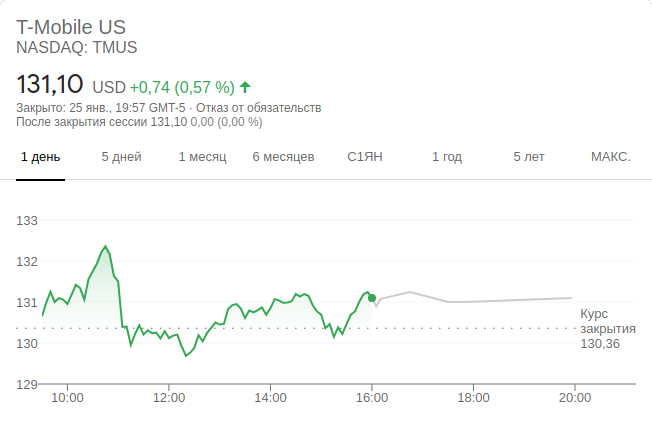 T-Mobile US
NASDAQ: TMUS
131,10 USD +0,74 (0,57 %)
Закрыто: 25 янв., 19:57 GMT-5 · Отказ от обязательств
После закрытия сессии 131,10 0,00 (0,00 %)
1 день 5 дней 1 месяц 6 месяцев С1ЯН 1 год 5 лет МАКС.
133
132
131
130
129
Курс
закрытия
130,36
10:00 12:00 14:00 16:00 18:00 20:00